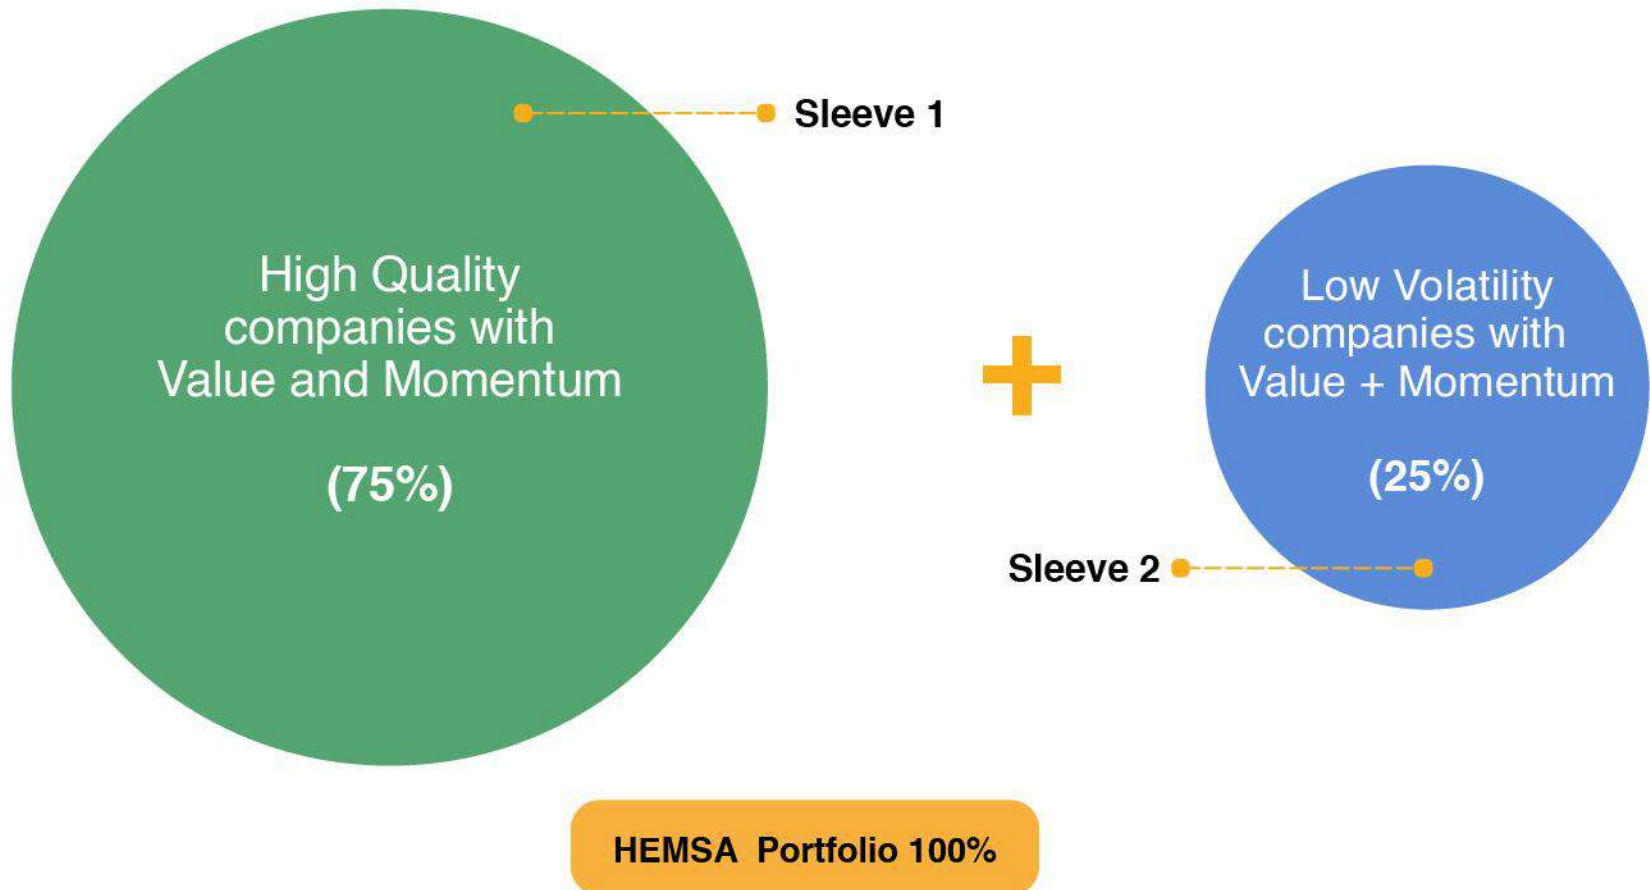 Sleeve 1
High Quality
companies with
Value and Momentum
(75%)
Low Volatility
companies with
Value + Momentum
(25%)
Sleeve 2
HEMSA Portfolio 100%